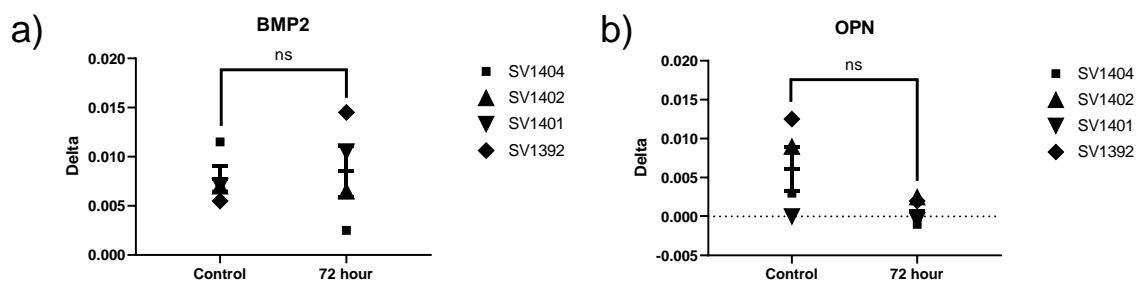 a)
BMP2
ns
0.020
0.015
0.010
0.005
0.000
Delta
Control
72 hour
SV1404
SV1402
SV1401
SV1392
b)
OPN
ns
0.020
0.015
0.010
0.005
0.000
-0.005
Delta
Control
72 hour
SV1404
SV1402
SV1401
SV1392